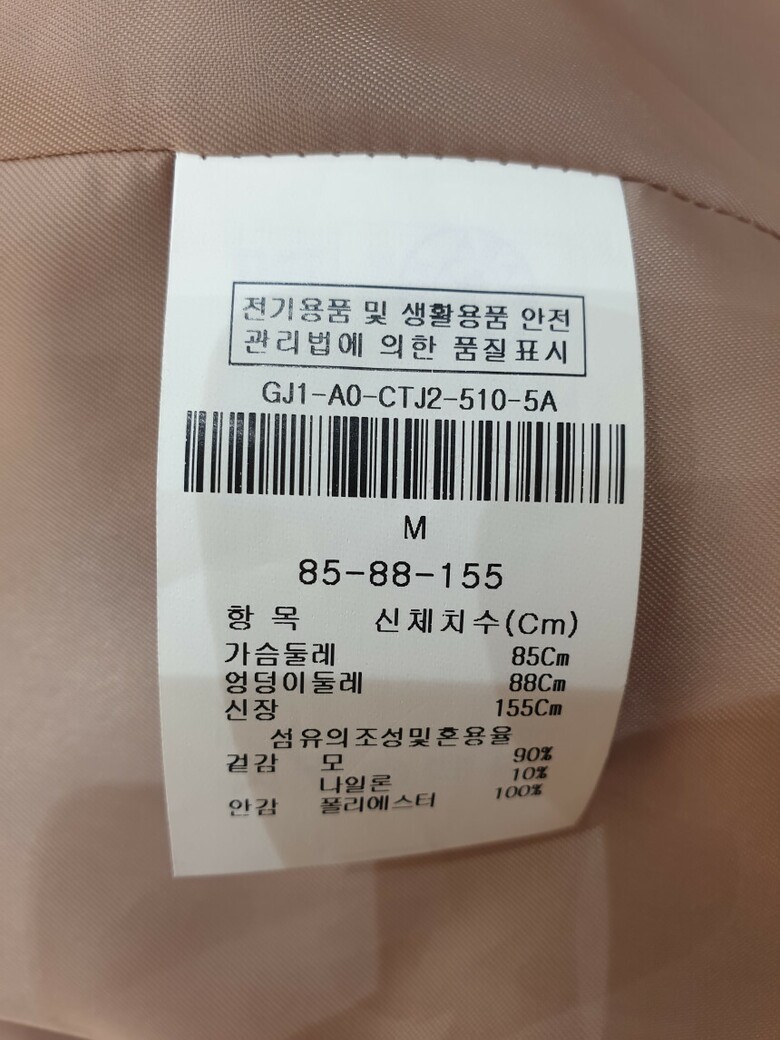 전기용품 및 생활용품 안전
관리법에 의한 품질표시
GJ1-A0-CTJ2-510-5A
M
85-88-155
항 목 신체치수(Cm)
가슴둘레 85Cm
엉덩이둘레 88Cm
신장 155Cm
섬유의조성및혼용율
겉감 모 90%
나일론 10%
안감 폴리에스터 100%